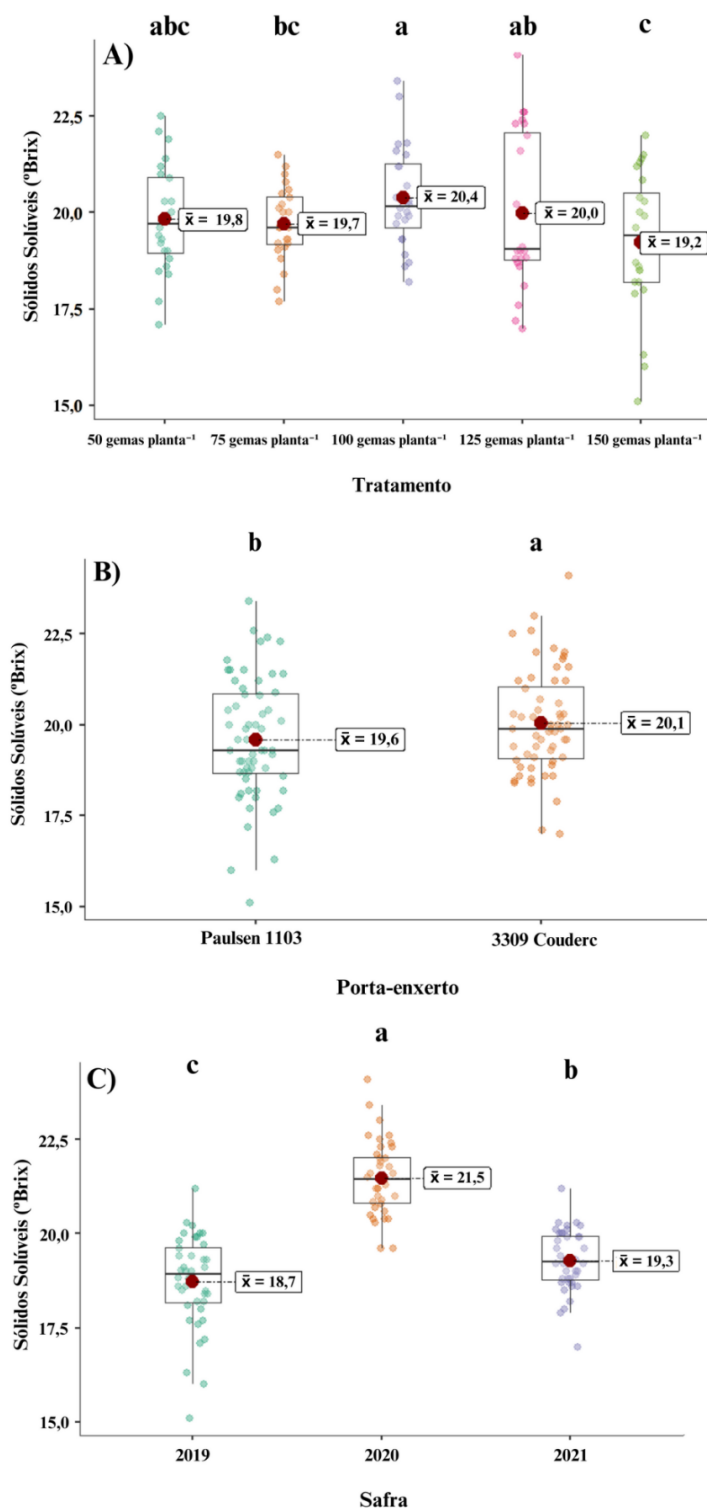 abc bc a ab c
A)
Sólidos Solúveis (ºBrix)
22,5
20,0
17,5
15,0
x̄ = 19,8
x̄ = 19,7
x̄ = 20,4
x̄ = 20,0
x̄ = 19,2
50 gemas planta⁻¹ 75 gemas planta⁻¹ 100 gemas planta⁻¹ 125 gemas planta⁻¹ 150 gemas planta⁻¹
Tratamento
b a
B)
Sólidos Solúveis (ºBrix)
22,5
20,0
17,5
15,0
x̄ = 19,6
x̄ = 20,1
Paulsen 1103 3309 Couderc
Porta-enxerto
c a b
C)
Sólidos Solúveis (ºBrix)
22,5
20,0
17,5
15,0
x̄ = 18,7
x̄ = 21,5
x̄ = 19,3
2019 2020 2021
Safra